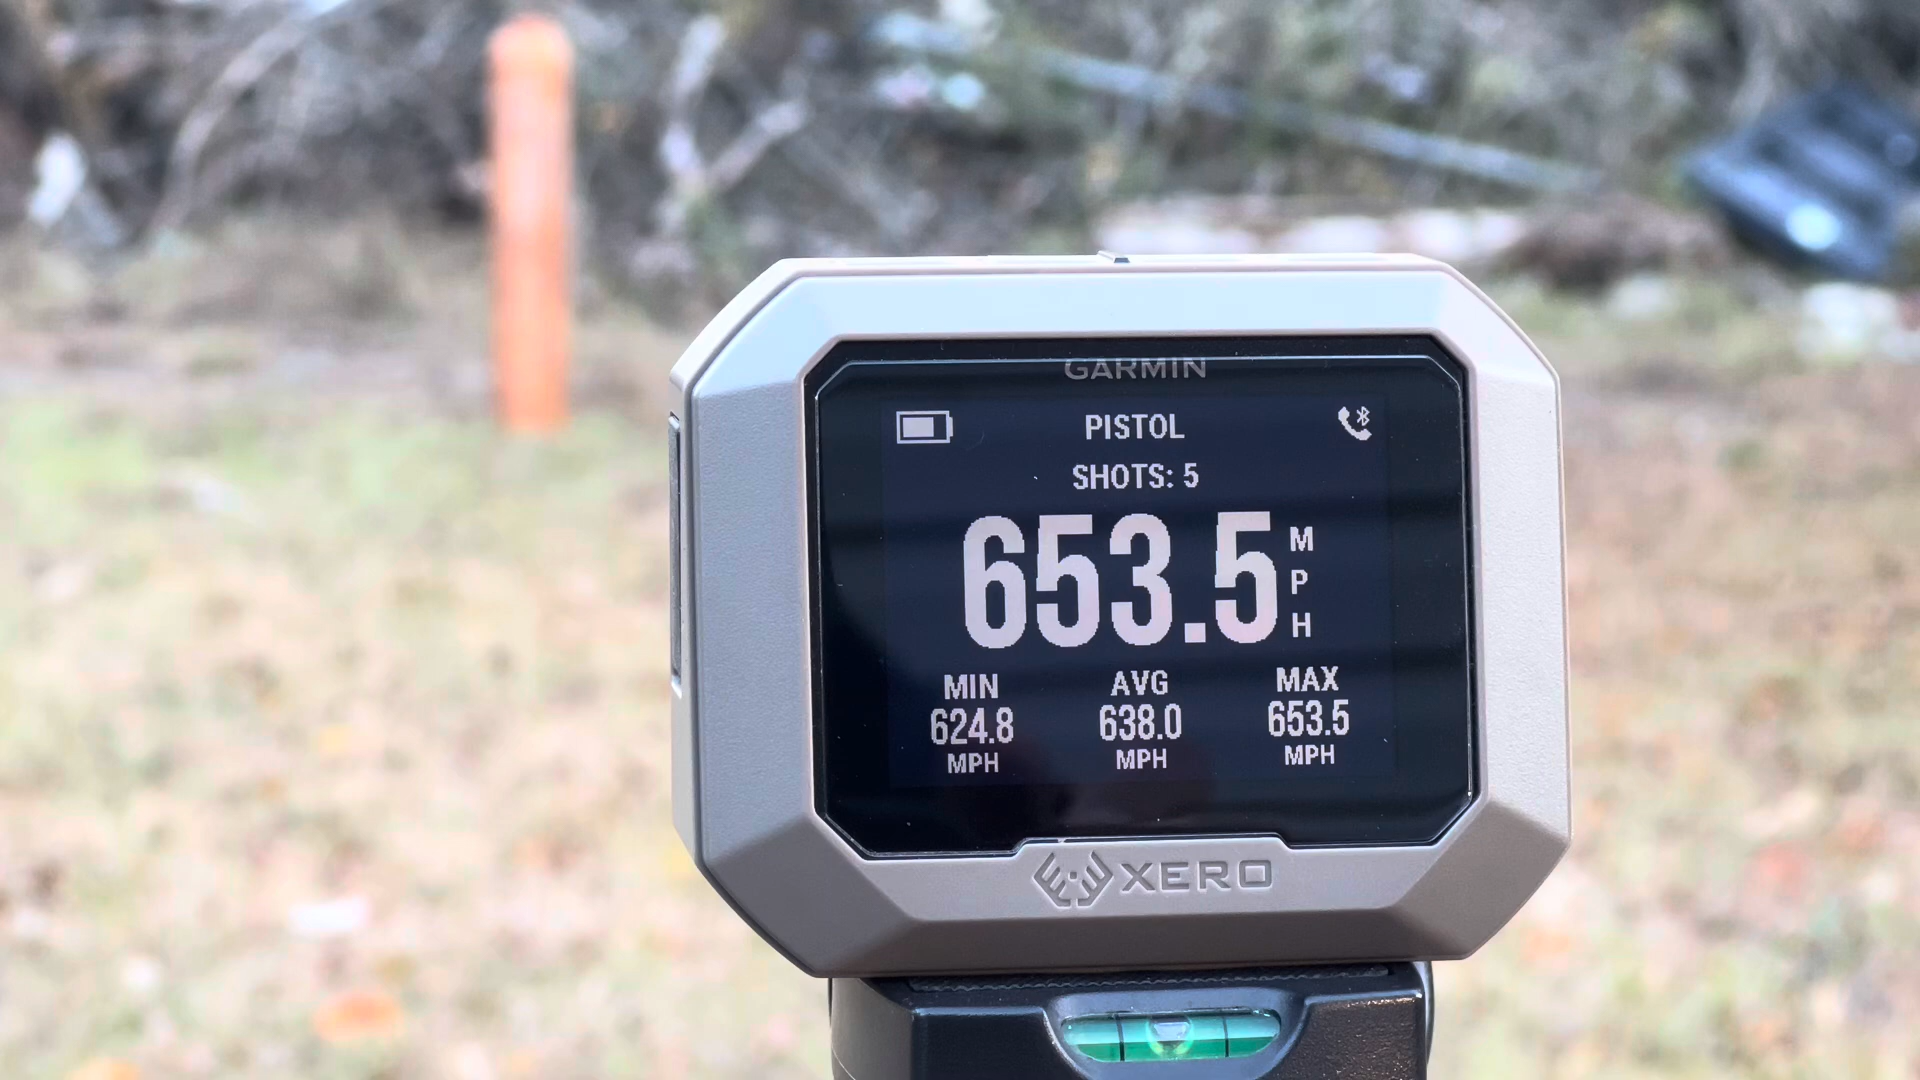 GARMIN
PISTOL
SHOTS: 5
653.5 MPH
MIN AVG MAX
624.8 638.0 653.5
MPH MPH MPH
XERO